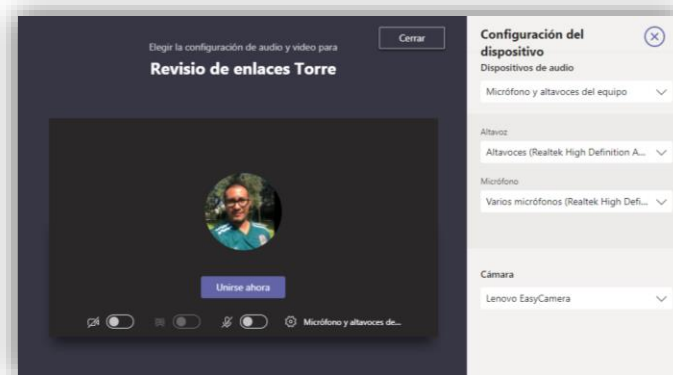 Elegir la configuración de audio y video para
Cerrar
Revisio de enlaces Torre
Unirse ahora
Micrófono y altavoces de...
Configuración del
dispositivo
Dispositivos de audio
Micrófono y altavoces del equipo
Altavoz
Altavoces (Realtek High Definition A...
Micrófono
Varios micrófonos (Realtek High Defi...
Cámara
Lenovo EasyCamera